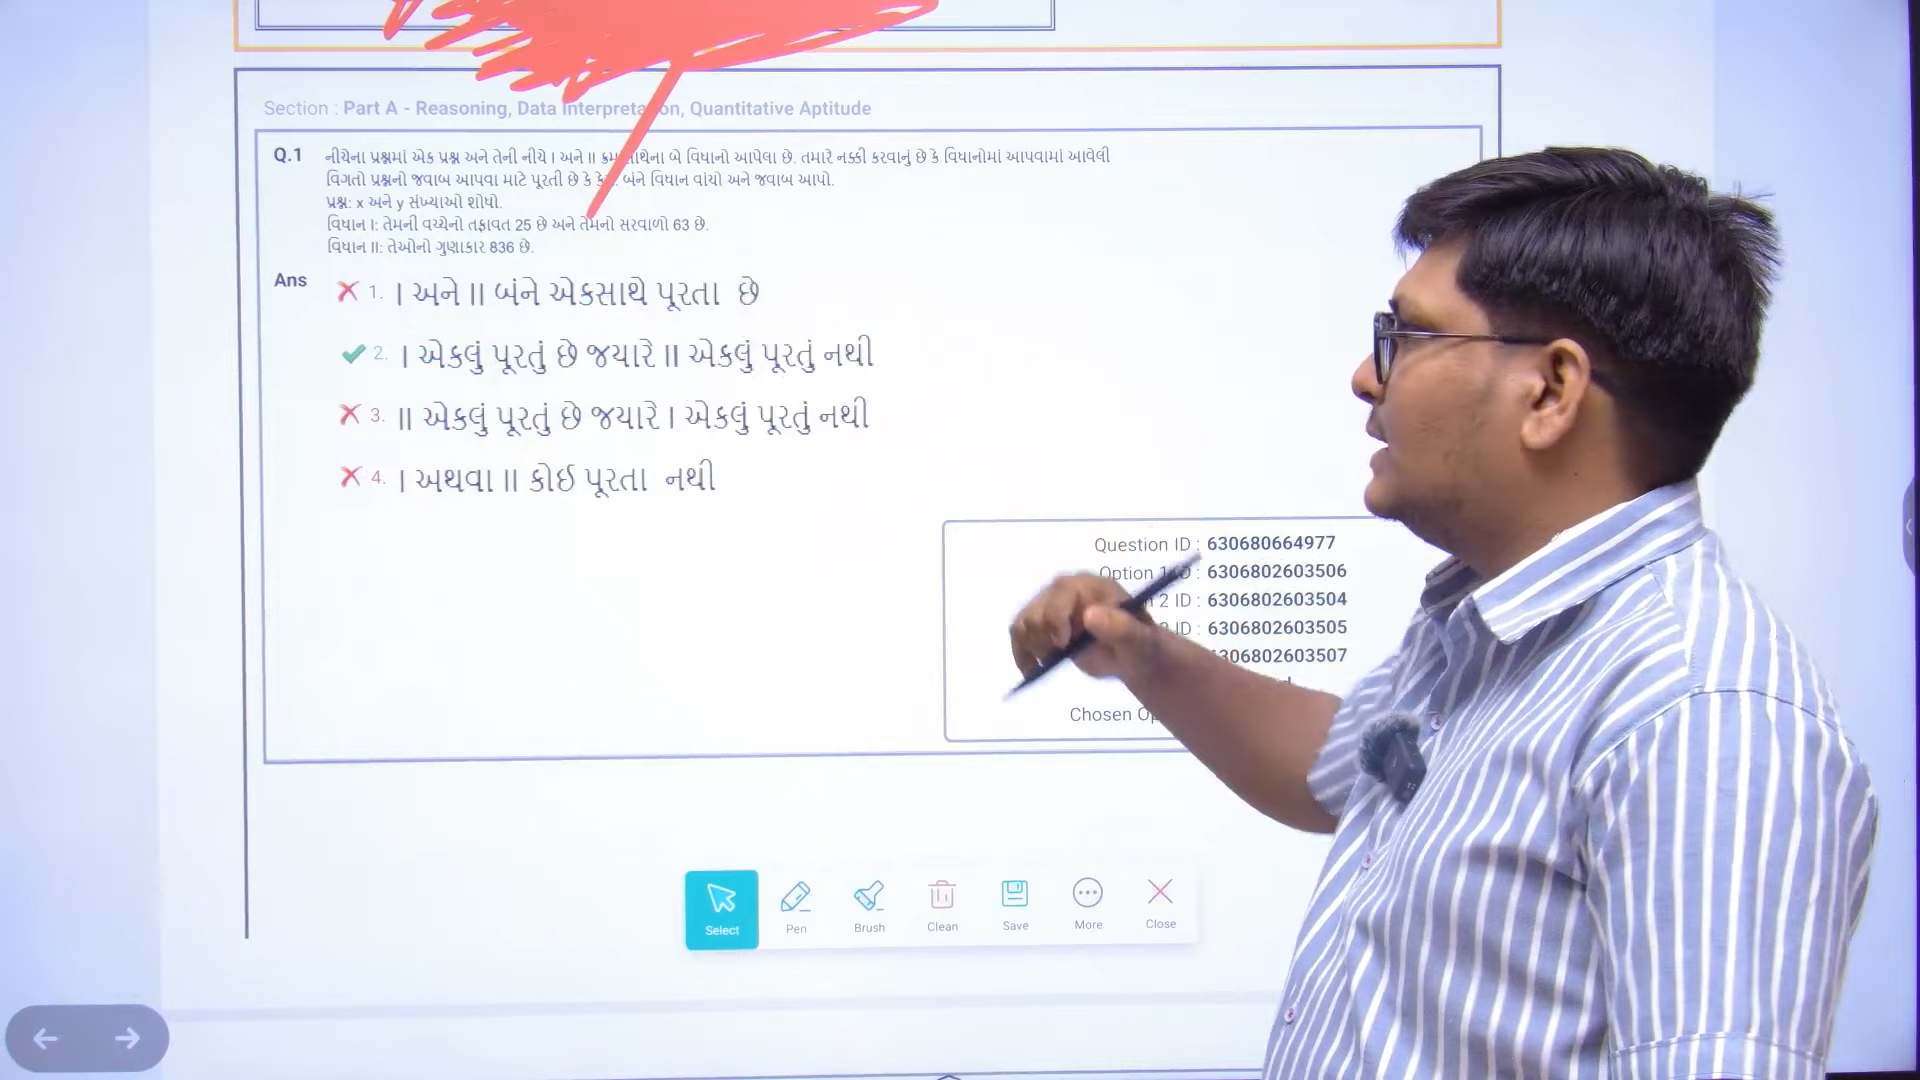 Section : Part A - Reasoning, Data Interpretation, Quantitative Aptitude
Q.1 નીચેના પ્રશ્નમાં એક પ્રશ્ન અને તેની નીચે I અને II ક્રમ સાથેના બે વિધાનો આપેલા છે. તમારે નક્કી કરવાનું છે કે વિધાનોમાં આપવામાં આવેલી
વિગતો પ્રશ્નનો જવાબ આપવા માટે પૂરતી છે કે બંને વિધાન વાંચો અને જવાબ આપો.
પ્રશ્ન: x અને y સંખ્યાઓ શોધો.
વિધાન I: તેમની વચ્ચેનો તફાવત 25 છે અને તેમનો સરવાળો 63 છે.
વિધાન II: તેઓનો ગુણાકાર 836 છે.
Ans
1. I અને II બંને એકસાથે પૂરતા છે
2. I એકલું પૂરતું છે જયારે II એકલું પૂરતું નથી
3. II એકલું પૂરતું છે જયારે I એકલું પૂરતું નથી
4. I અથવા II કોઈ પૂરતા નથી
Question ID : 630680664977
Option 1 ID : 6306802603506
2 ID : 6306802603504
ID : 6306802603505
6306802603507
Chosen
Select
Pen
Brush
Clean
Save
More
Close